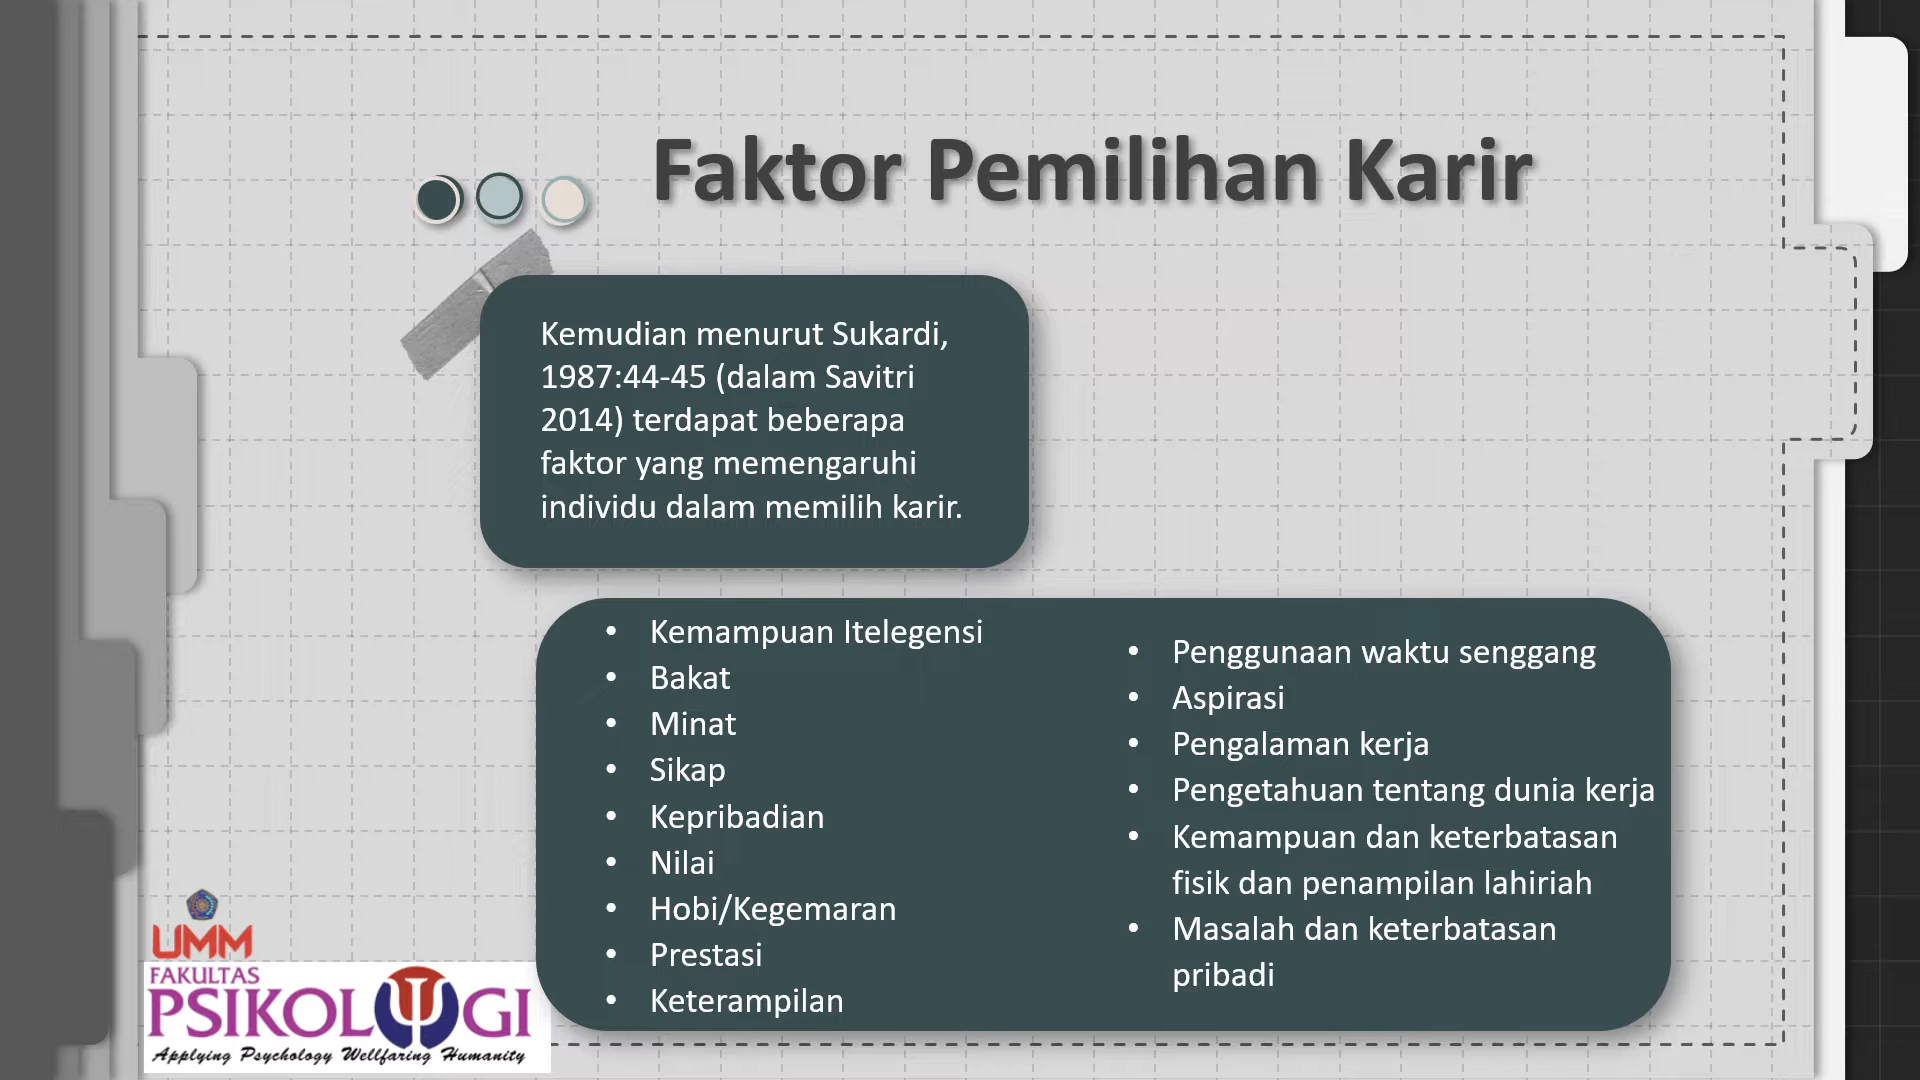 Faktor Pemilihan Karir
Kemudian menurut Sukardi,
1987:44-45 (dalam Savitri
2014) terdapat beberapa
faktor yang memengaruhi
individu dalam memilih karir.
• Kemampuan Itelegensi
• Bakat
• Minat
• Sikap
• Kepribadian
• Nilai
• Hobi/Kegemaran
• Prestasi
• Keterampilan
• Penggunaan waktu senggang
• Aspirasi
• Pengalaman kerja
• Pengetahuan tentang dunia kerja
• Kemampuan dan keterbatasan
fisik dan penampilan lahiriah
• Masalah dan keterbatasan
pribadi
UMM
FAKULTAS
PSIKOLOGI
Applying Psychology Wellfaring Humanity